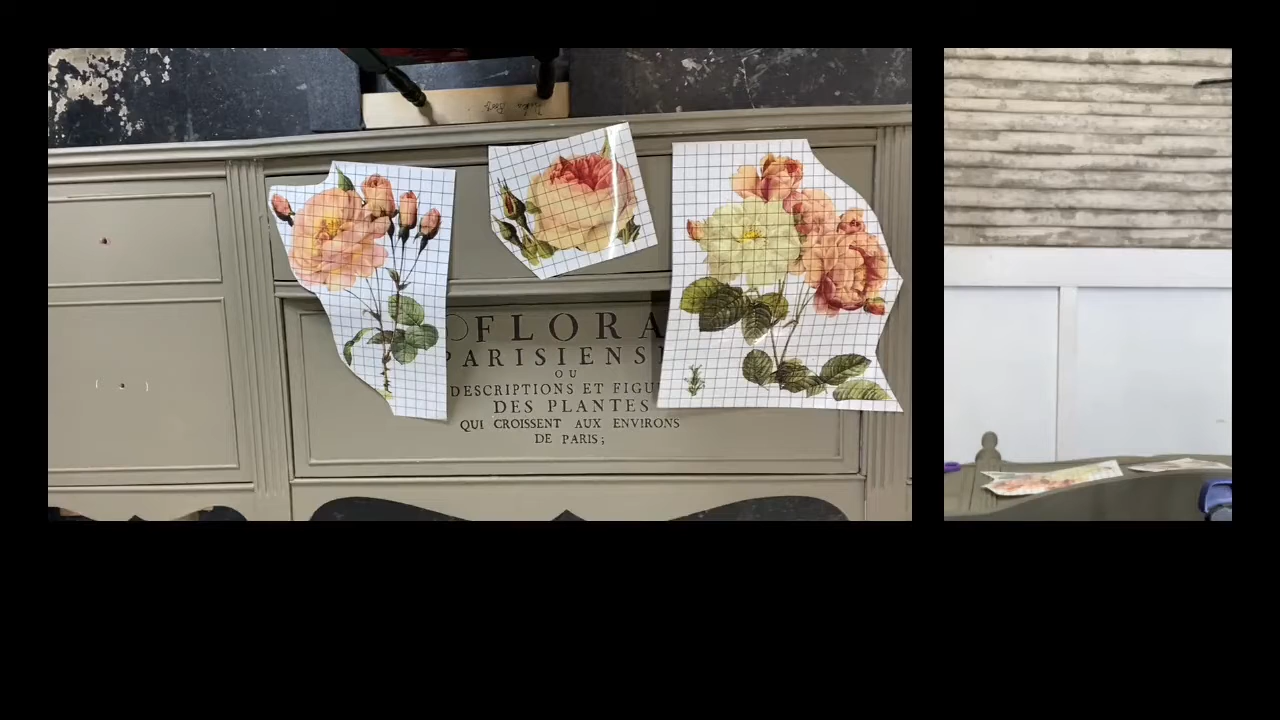 FLORA
PARISIENS
OU
DESCRIPTIONS ET FIGU
DES PLANTES
QUI CROISSENT AUX ENVIRONS
DE PARIS;